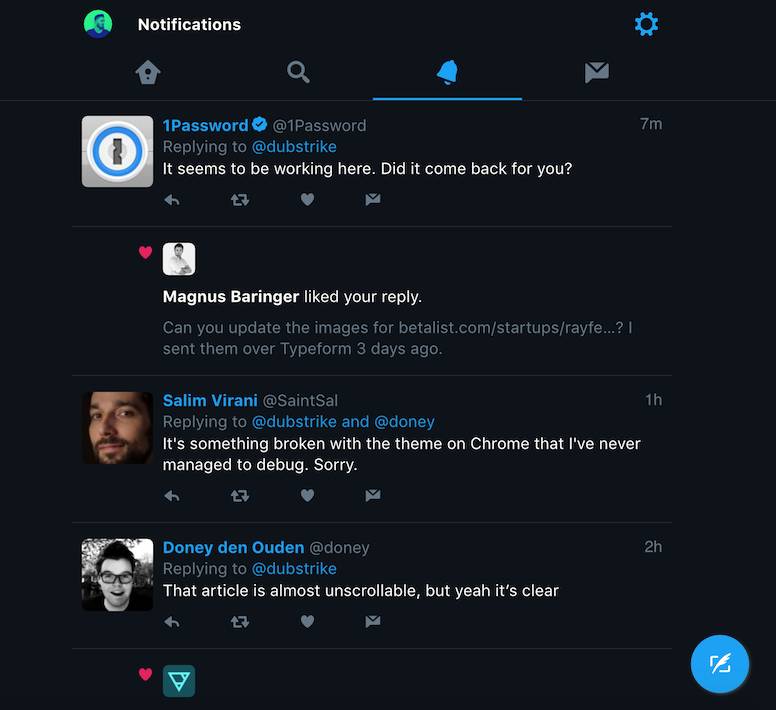 Notifications
1Password @1Password 7m
Replying to @dubstrike
It seems to be working here. Did it come back for you?
Magnus Baringer liked your reply.
Can you update the images for betalist.com/startups/rayfe...? I
sent them over Typeform 3 days ago.
Salim Virani @SaintSal 1h
Replying to @dubstrike and @doney
It's something broken with the theme on Chrome that I've never
managed to debug. Sorry.
Doney den Ouden @doney 2h
Replying to @dubstrike
That article is almost unscrollable, but yeah it‘s clear